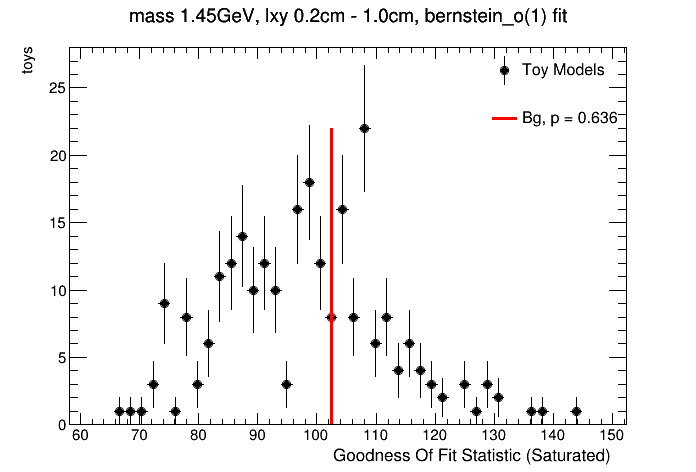 mass 1.45GeV, lxy 0.2cm - 1.0cm, bernstein_o(1) fit
toys
Toy Models
Bg, p = 0.636
25
20
15
10
5
0
60 70 80 90 100 110 120 130 140 150
Goodness Of Fit Statistic (Saturated)